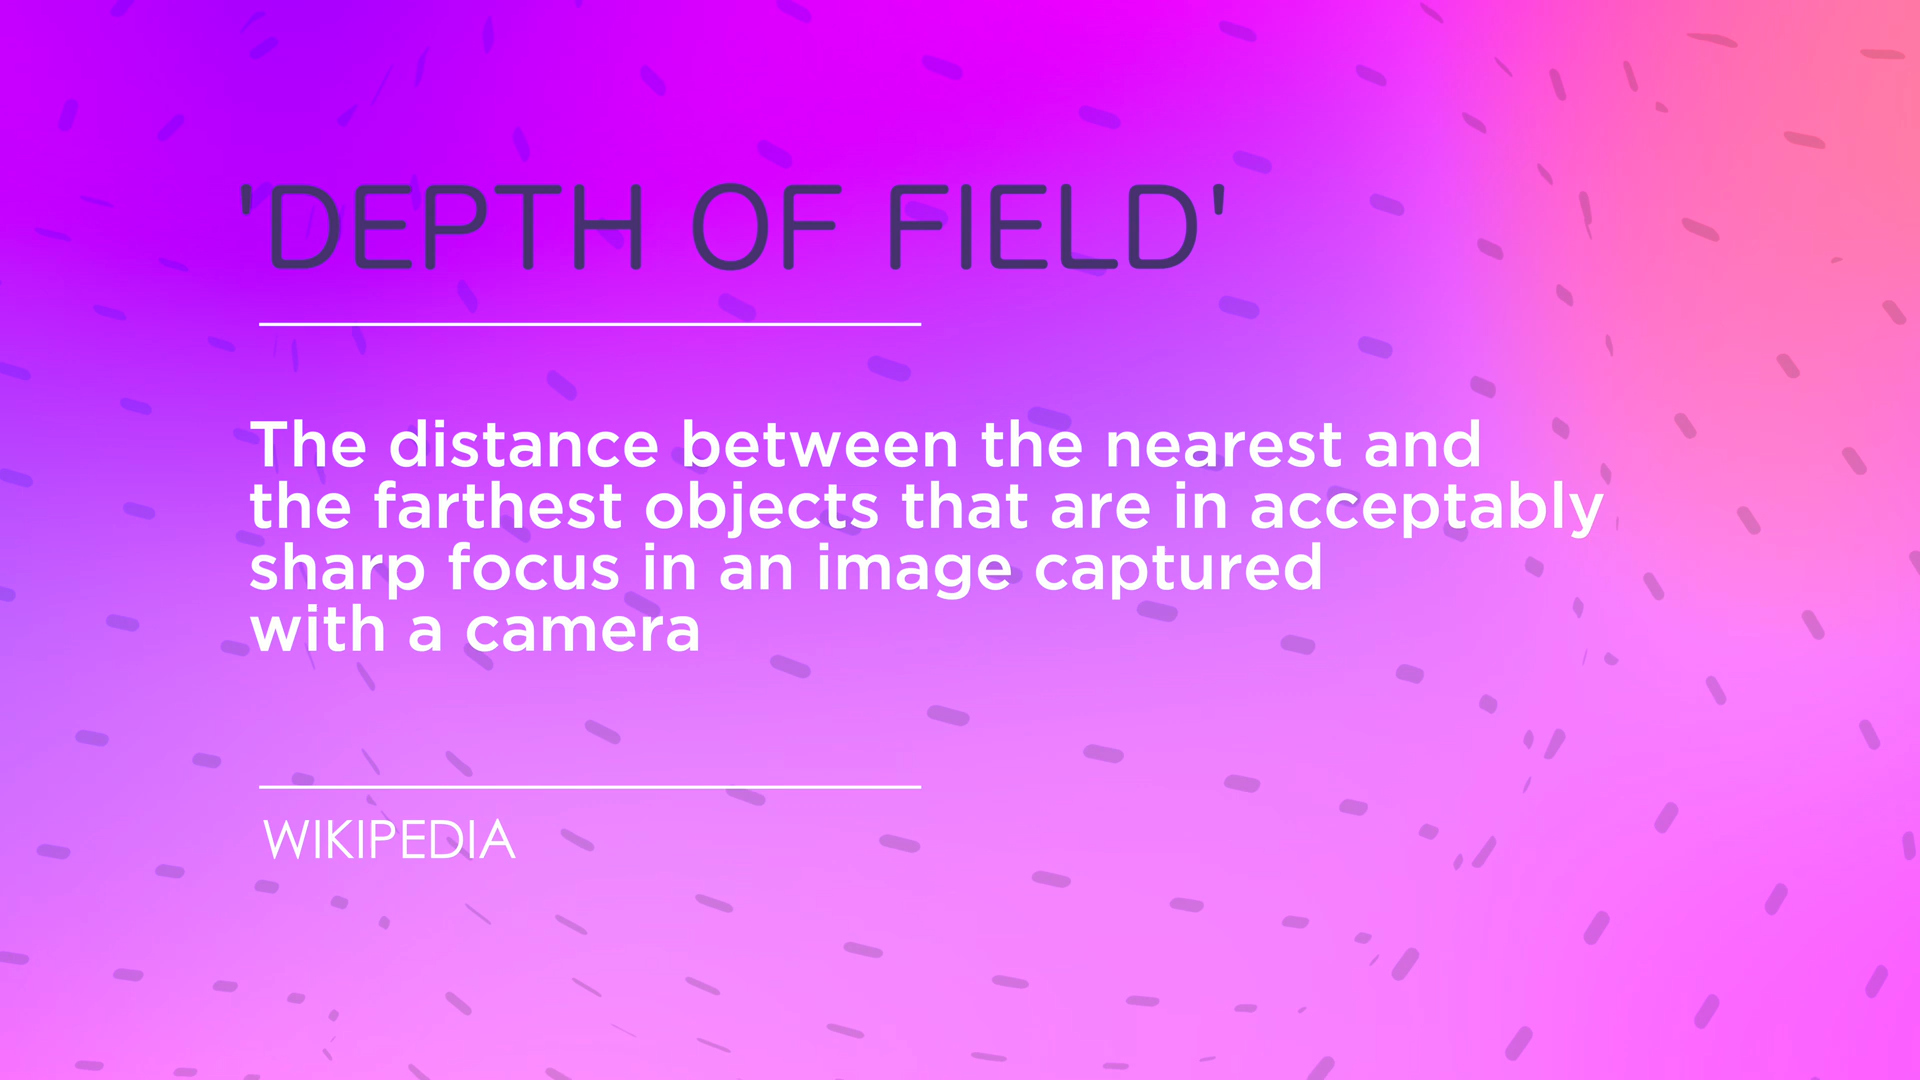 'DEPTH OF FIELD'
The distance between the nearest and
the farthest objects that are in acceptably
sharp focus in an image captured
with a camera
WIKIPEDIA